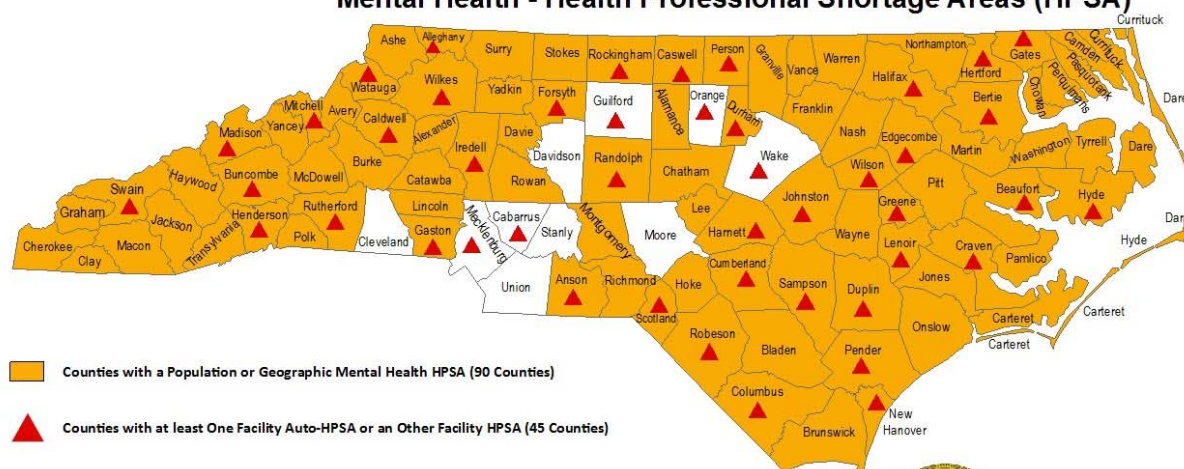 Mental Health - Health Professional Shortage Areas (HPSA)
Currituck
Ashe
Alleghany
Surry
Stokes
Rockingham
Caswell
Person
Granville
Vance
Warren
Northampton
Hertford
Gates
Camden
Currituck
Pasquotank
Perquimans
Chowan
Watauga
Wilkes
Yadkin
Forsyth
Guilford
Alamance
Orange
Durham
Franklin
Halifax
Bertie
Dare
Mitchell
Avery
Yancey
Madison
Caldwell
Alexander
Iredell
Davie
Davidson
Randolph
Chatham
Wake
Nash
Edgecombe
Martin
Washington
Tyrrell
Dare
Swain
Haywood
Buncombe
McDowell
Burke
Catawba
Rowan
Wilson
Pitt
Beaufort
Hyde
Graham
Jackson
Henderson
Rutherford
Lincoln
Cabarrus
Stanly
Montgomery
Moore
Lee
Harnett
Johnston
Greene
Wayne
Dare
Cherokee
Macon
Clay
Transylvania
Polk
Cleveland
Gaston
Mecklenburg
Union
Anson
Richmond
Scotland
Hoke
Cumberland
Sampson
Duplin
Lenoir
Jones
Craven
Pamlico
Hyde
Carteret
Carteret
Carteret
Onslow
Robeson
Bladen
Pender
Columbus
Brunswick
New
Hanover
Counties with a Population or Geographic Mental Health HPSA (90 Counties)
Counties with at least One Facility Auto-HPSA or an Other Facility HPSA (45 Counties)